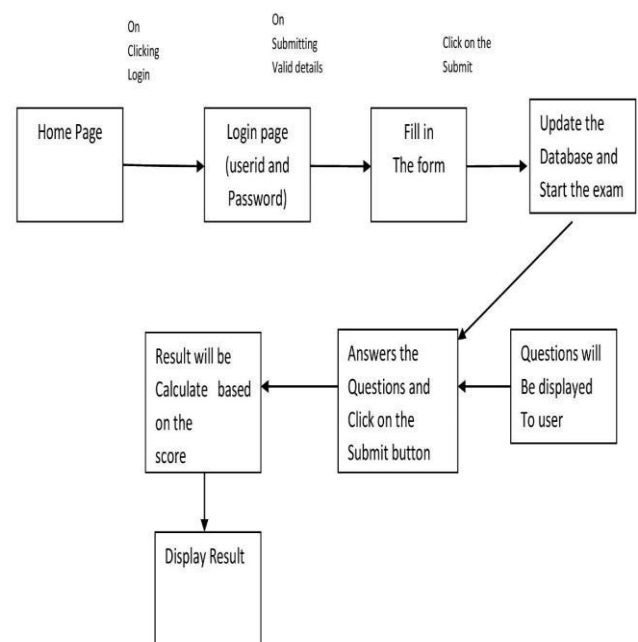 On
Clicking
Login
On
Submitting
Valid details
Click on the
Submit
Home Page
Login page
(userid and
Password)
Fill in
The form
Update the
Database and
Start the exam
Result will be
Calculate based
on the
score
Answers the
Questions and
Click on the
Submit button
Questions will
Be displayed
To user
Display Result